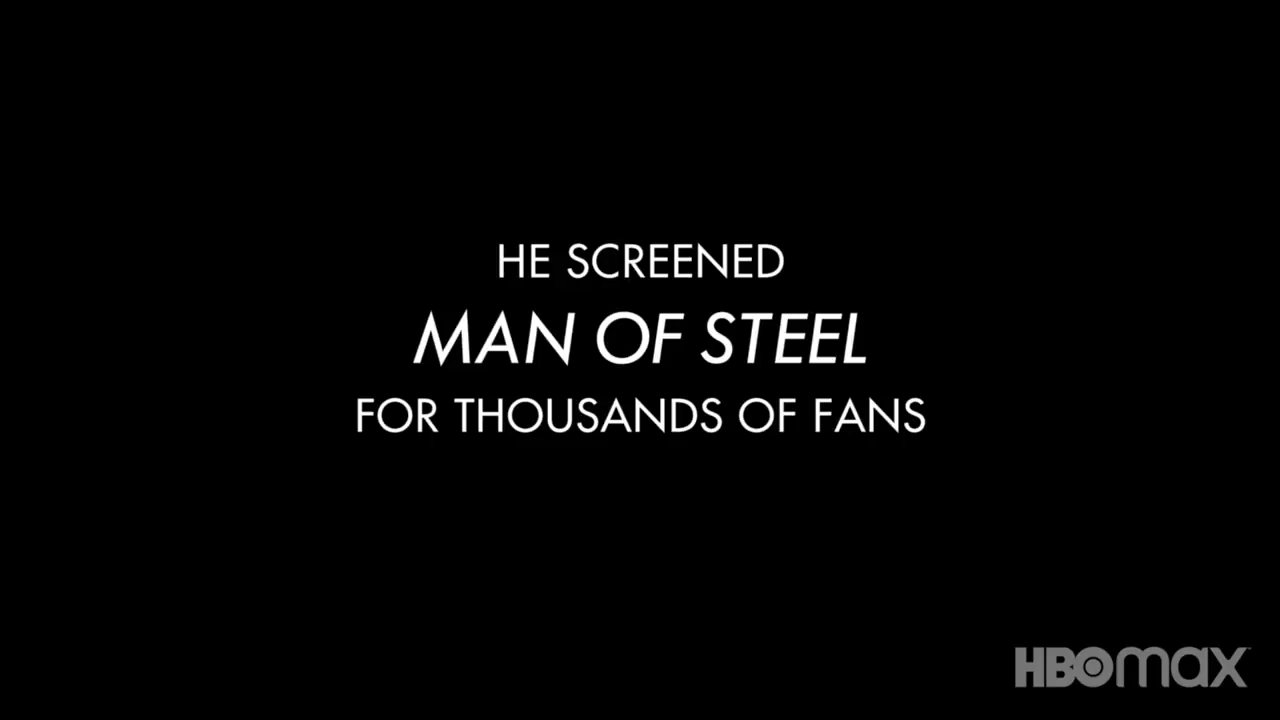 HE SCREENED
MAN OF STEEL
FOR THOUSANDS OF FANS
HBOMAX